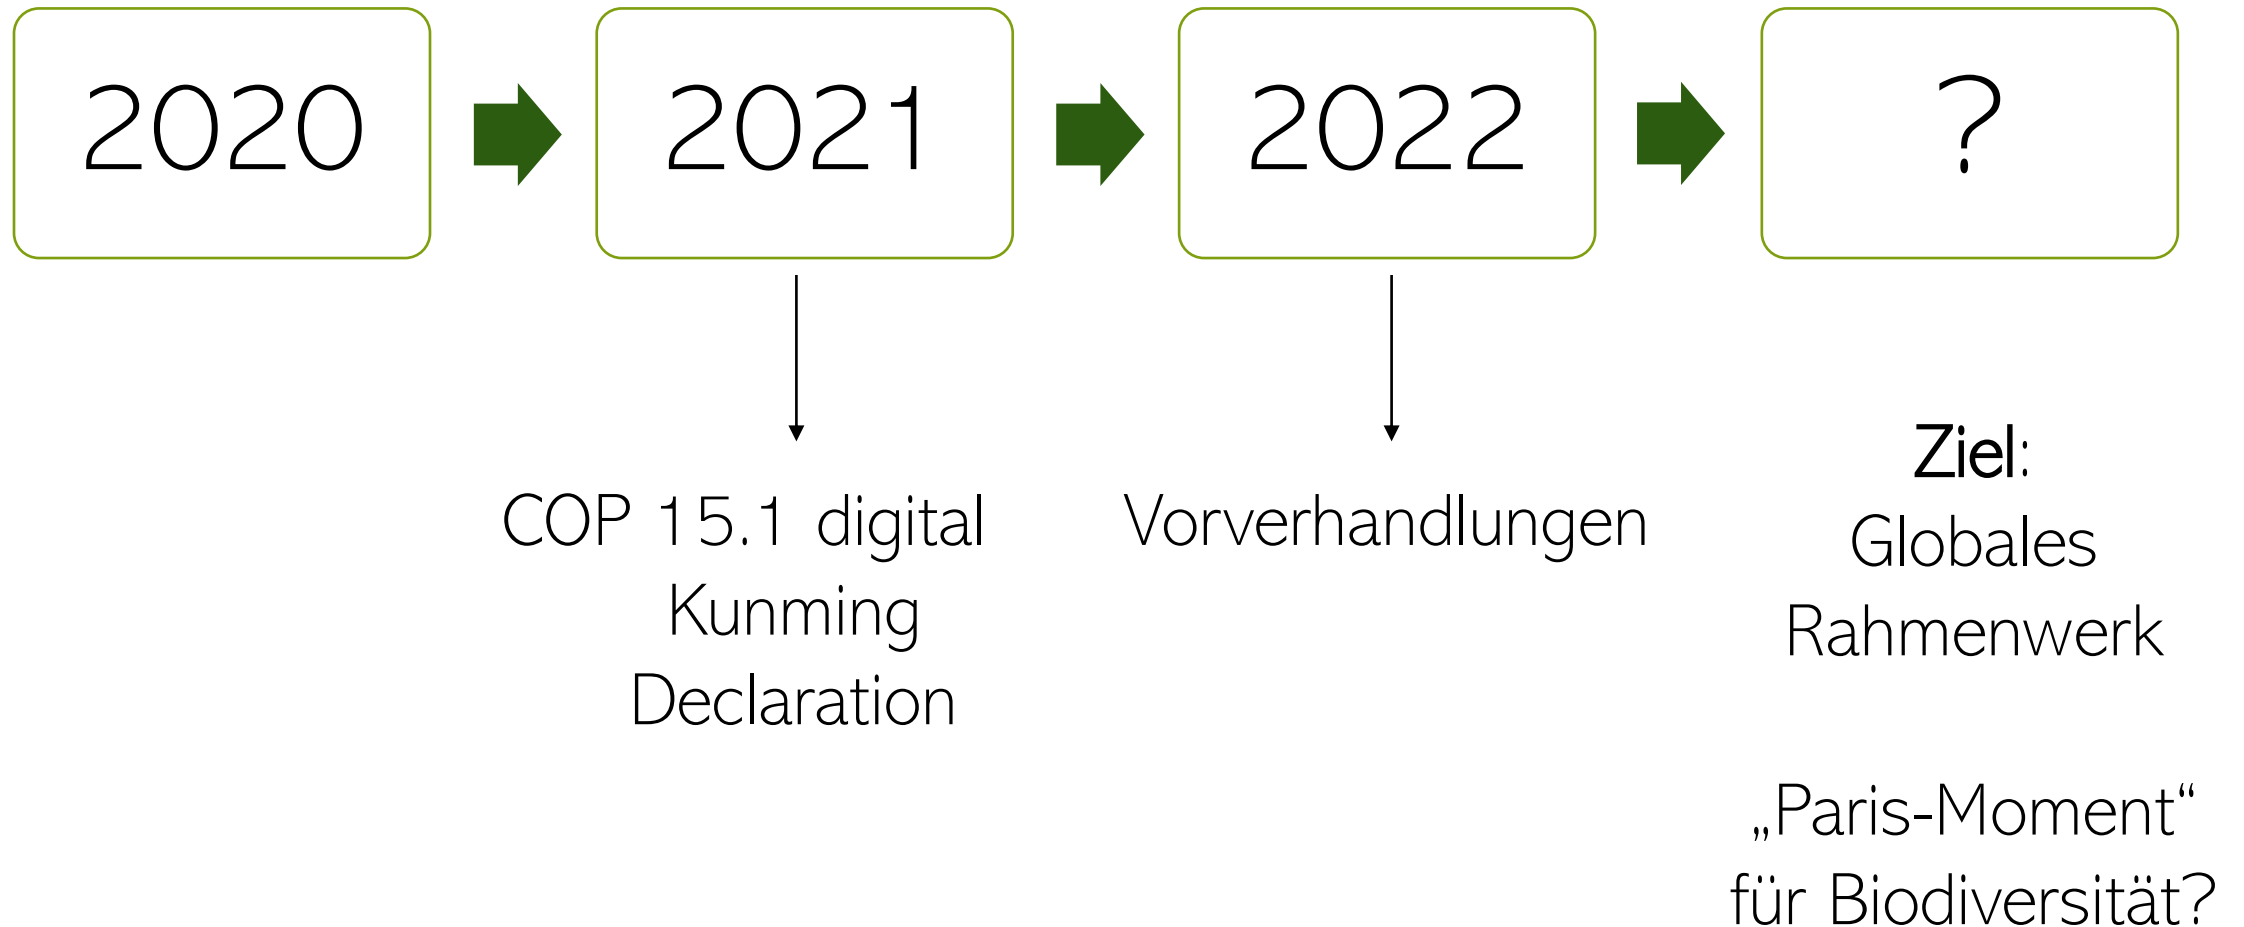 2020
2021
2022
?
COP 15.1 digital
Kunming
Declaration
Vorverhandlungen
Ziel:
Globales
Rahmenwerk
„Paris-Moment“
für Biodiversität?